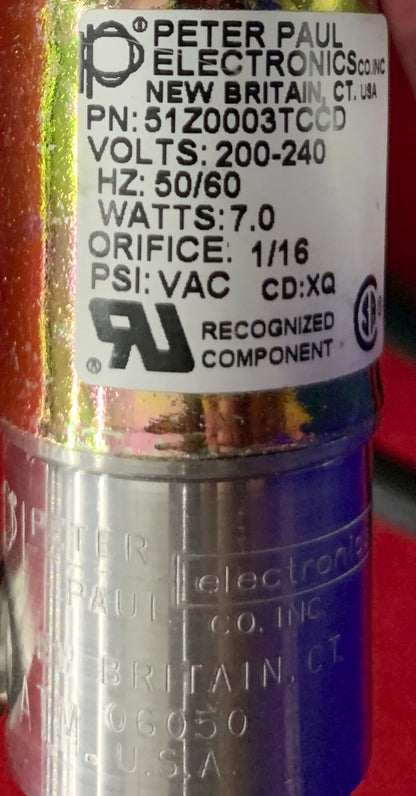 PETER PAUL
ELECTRONICS CO. INC
NEW BRITAIN, CT. USA
PN: 51Z0003TCCD
VOLTS: 200-240
HZ: 50/60
WATTS: 7.0
ORIFICE: 1/16
PSI: VAC CD:XQ
RECOGNIZED
COMPONENT
PETER
PAUL electronics
CO. INC
NEW BRITAIN, CT.
06050
U.S.A.